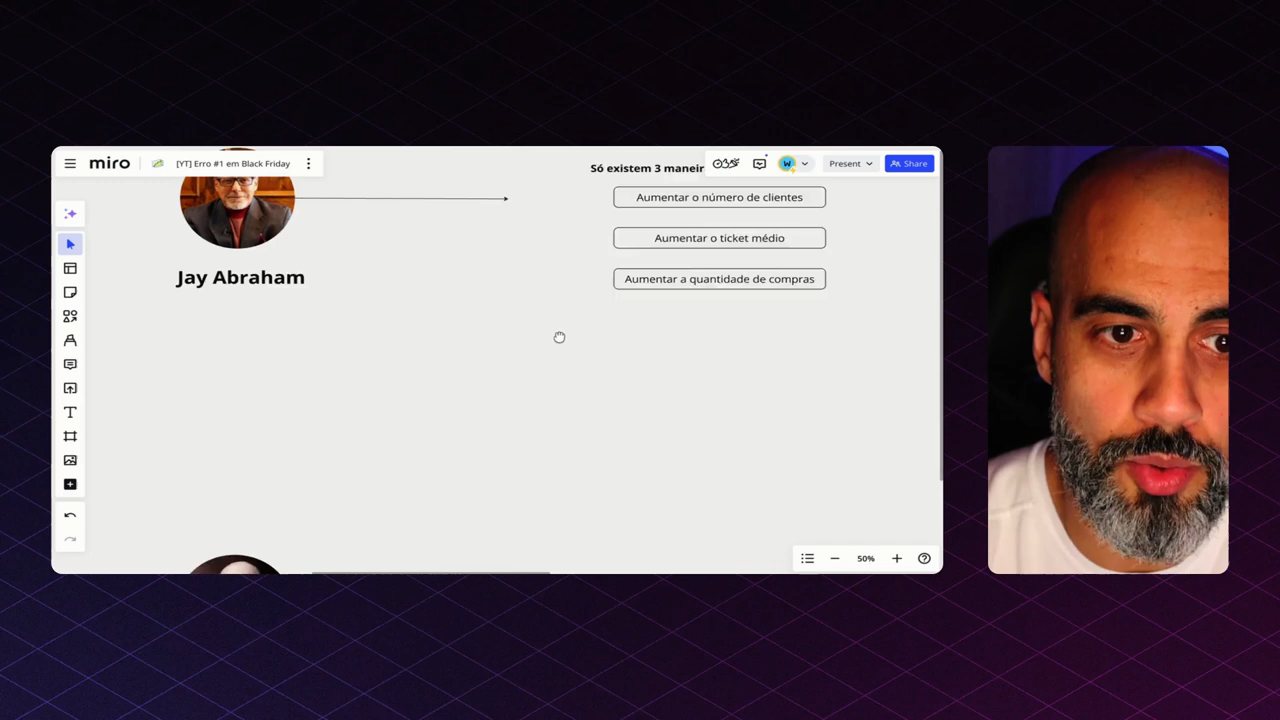 miro
[YT] Erro #1 em Black Friday
Só existem 3 maneir
W
Present
Share
Aumentar o número de clientes
Aumentar o ticket médio
Aumentar a quantidade de compras
Jay Abraham
50%